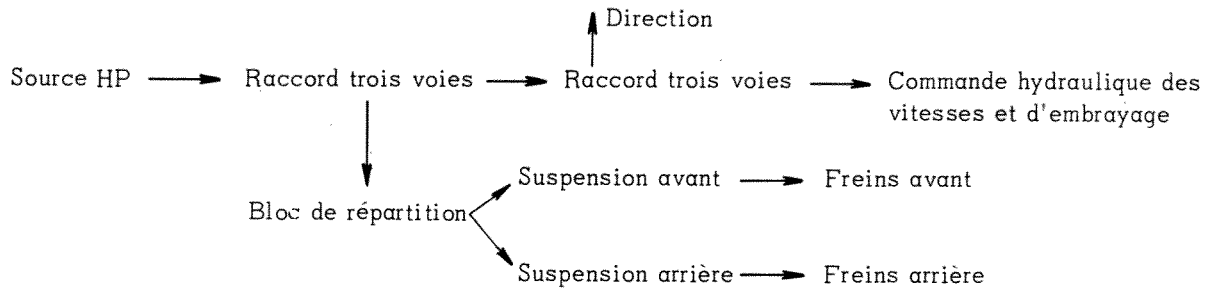 Direction
Source HP
Raccord trois voies
Raccord trois voies
Commande hydraulique des
vitesses et d'embrayage
Suspension avant
Freins avant
Bloc de répartition
Suspension arrière
Freins arrière